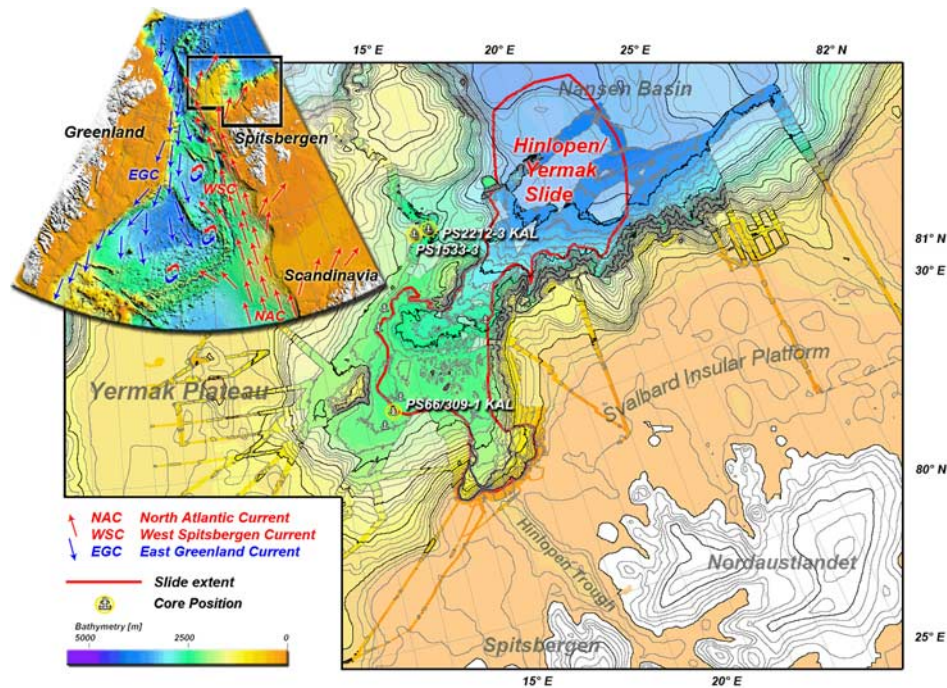 15° E
20° E
25° E
82° N
Nansen Basin
Greenland
Spitsbergen
Hinlopen/
Yermak
Slide
EGC
WSC
PS2212-3 KAL
PS1533-3
81° N
30° E
Scandinavia
NAC
Yermak Plateau
Svalbard Insular Platform
PS66/309-1 KAL
80° N
NAC North Atlantic Current
WSC West Spitsbergen Current
EGC East Greenland Current
Hinlopen Trough
Nordaustlandet
Slide extent
Core Position
Bathymetry [m]
5000 2500 0
Spitsbergen
25° E
15° E
20° E